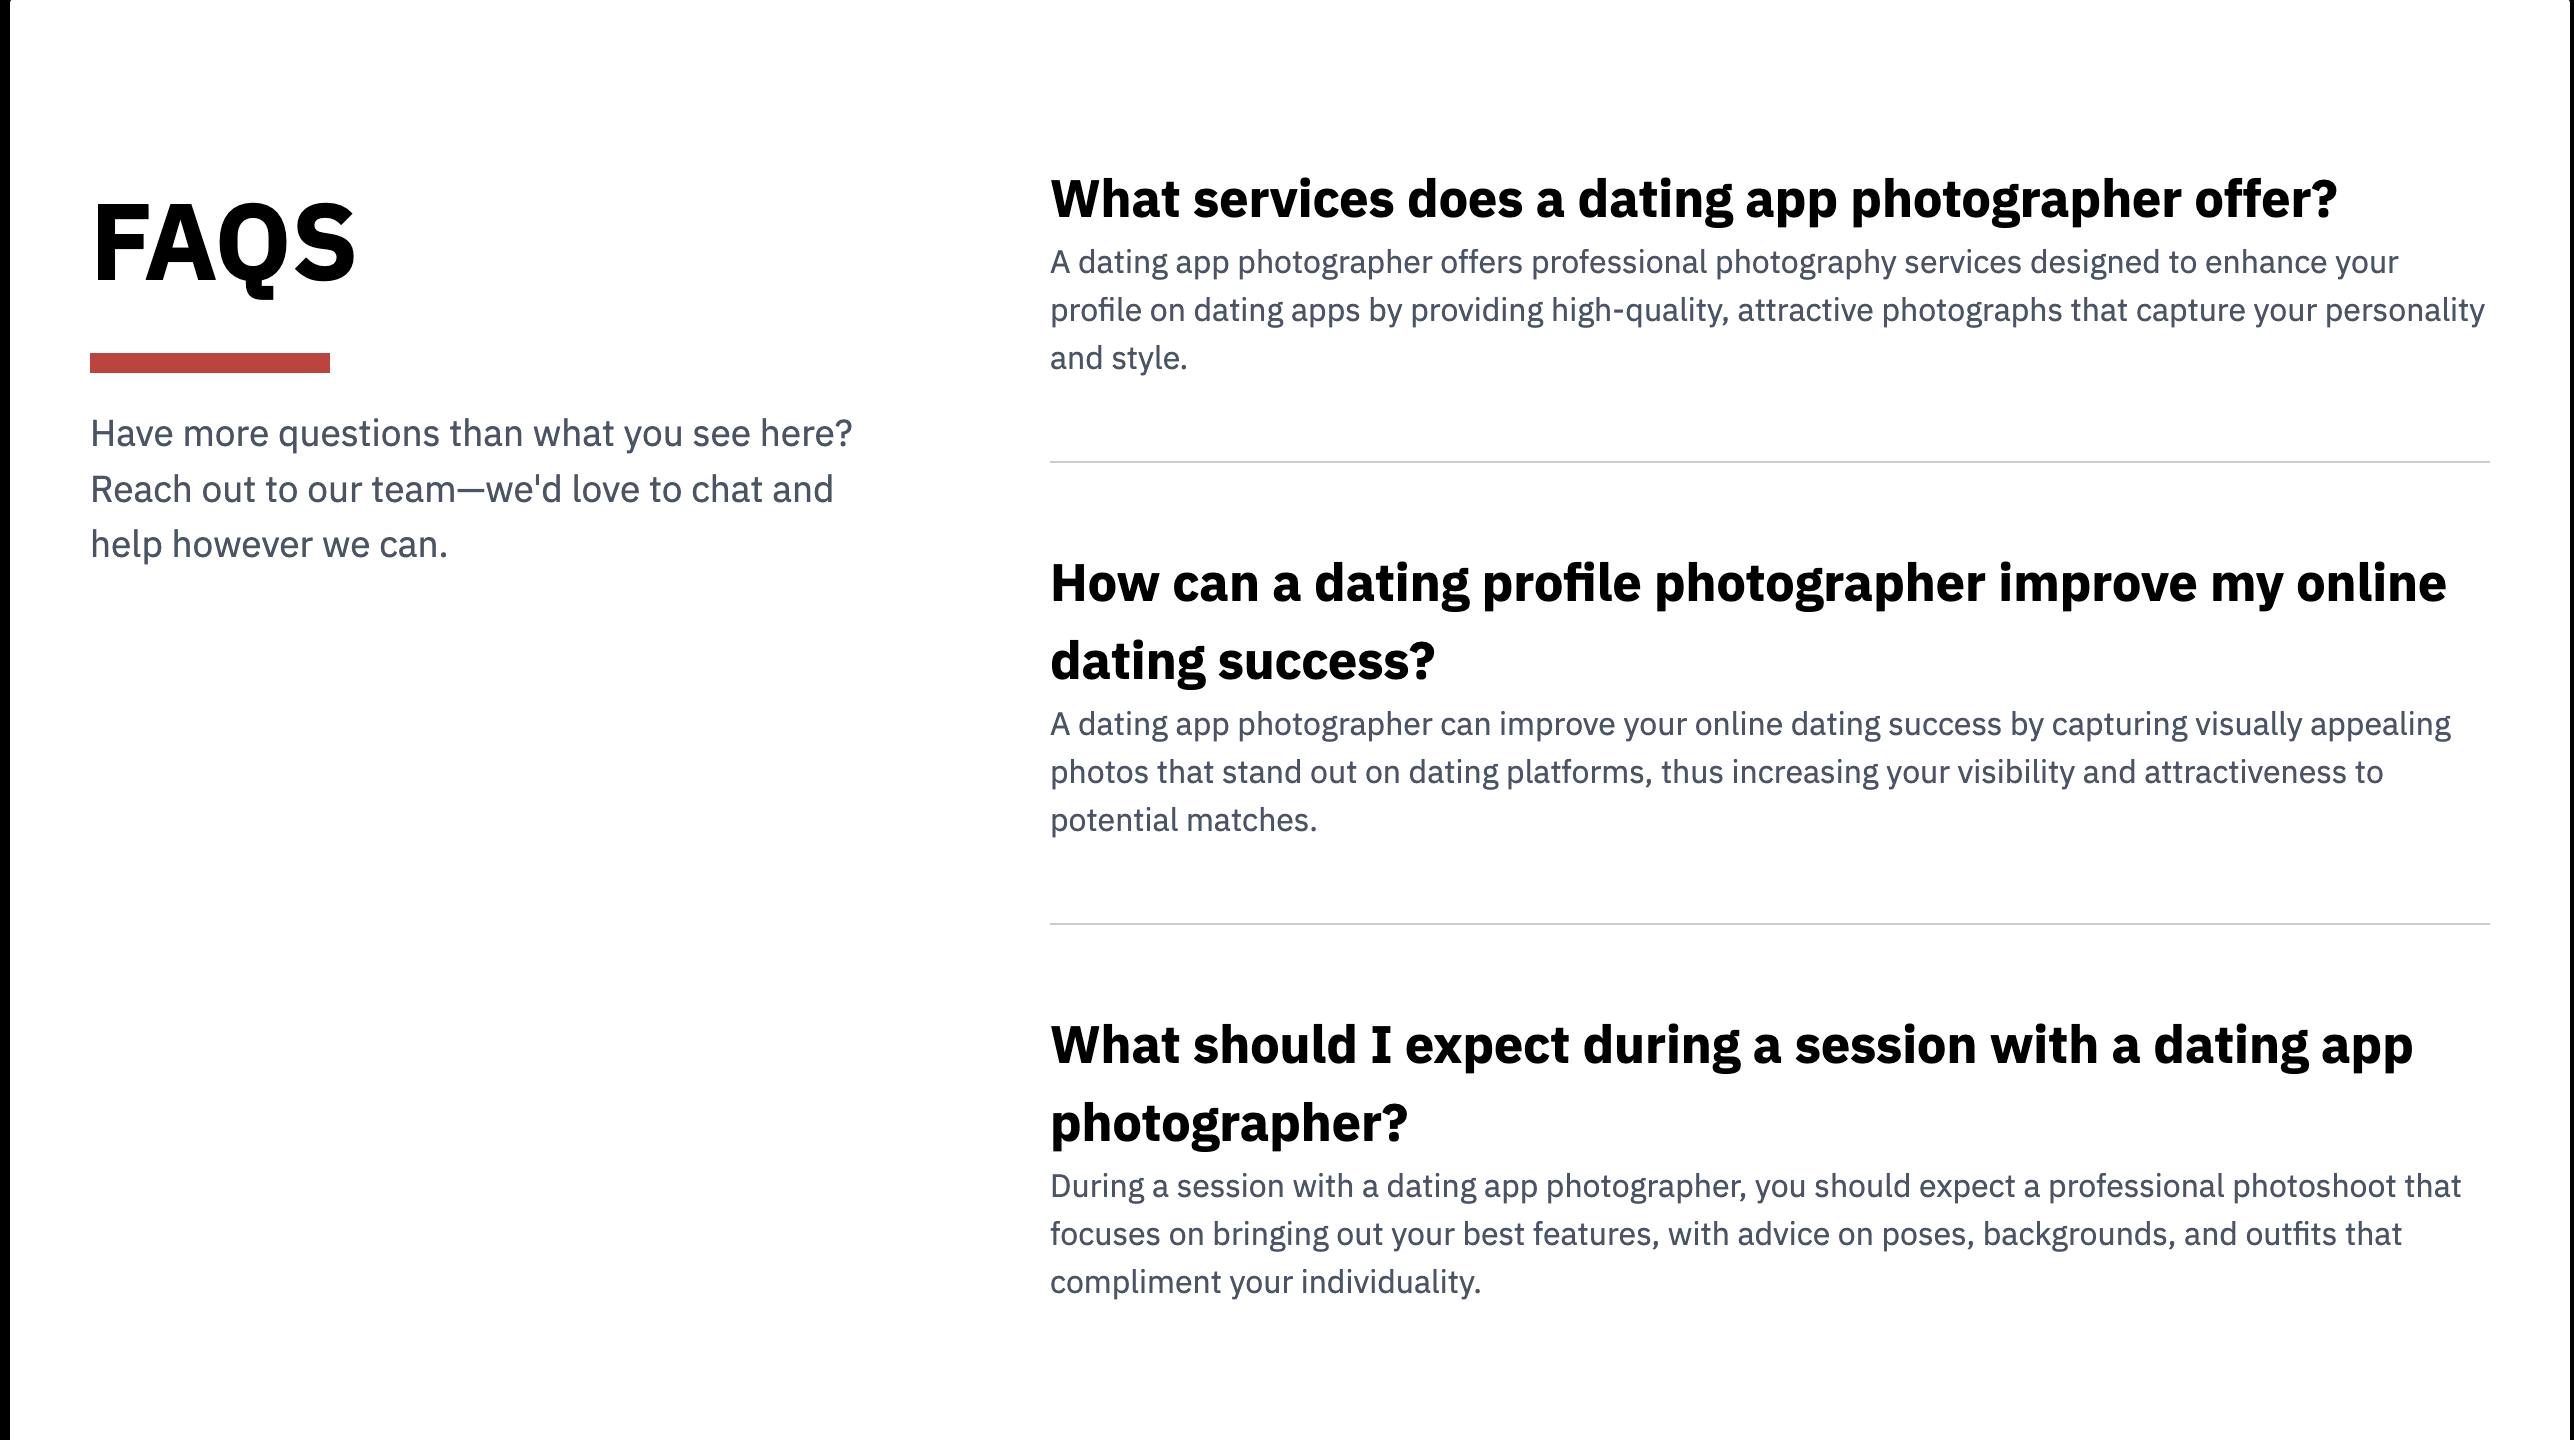 FAQS
Have more questions than what you see here?
Reach out to our team—we'd love to chat and
help however we can.
What services does a dating app photographer offer?
A dating app photographer offers professional photography services designed to enhance your
profile on dating apps by providing high-quality, attractive photographs that capture your personality
and style.
How can a dating profile photographer improve my online
dating success?
A dating app photographer can improve your online dating success by capturing visually appealing
photos that stand out on dating platforms, thus increasing your visibility and attractiveness to
potential matches.
What should I expect during a session with a dating app
photographer?
During a session with a dating app photographer, you should expect a professional photoshoot that
focuses on bringing out your best features, with advice on poses, backgrounds, and outfits that
compliment your individuality.